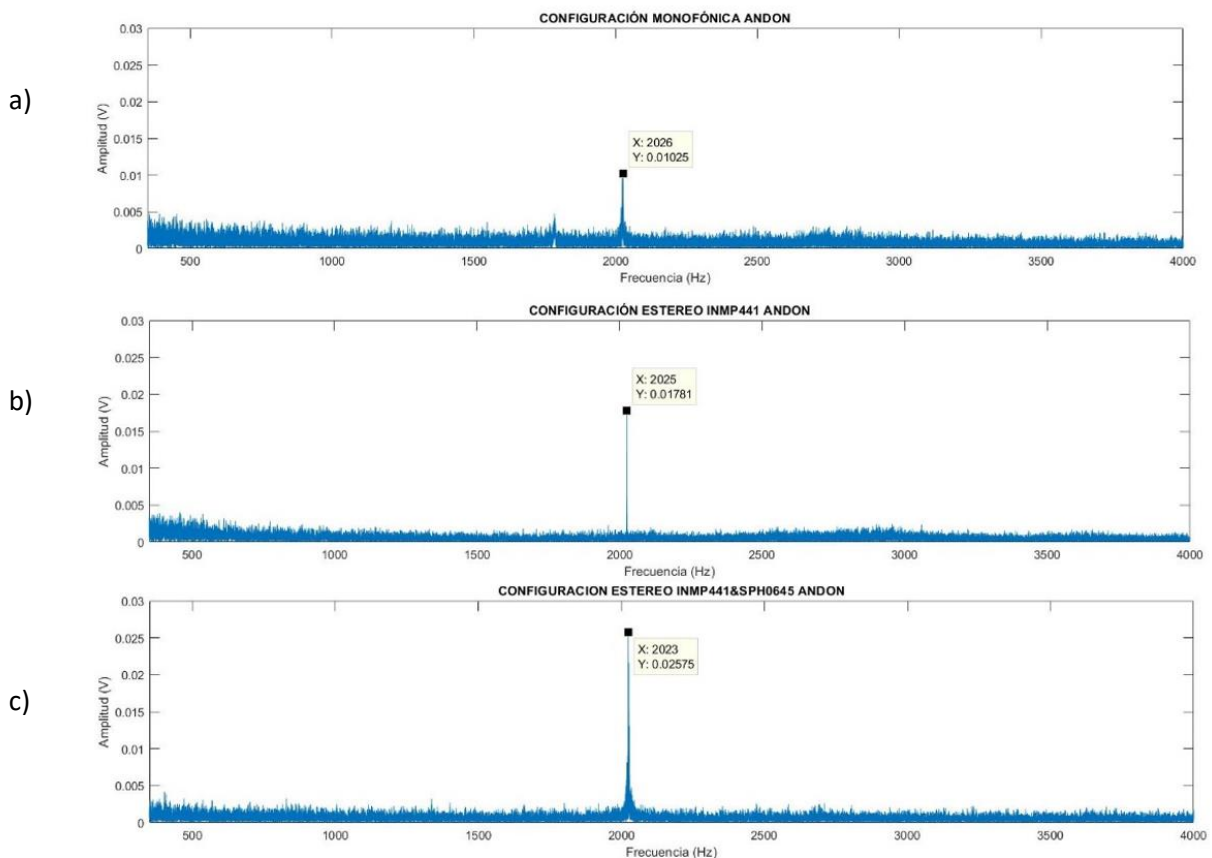 CONFIGURACIÓN MONOFÓNICA ANDON
a)
Amplitud (V)
0.03
0.025
0.02
0.015
0.01
0.005
0
X: 2026
Y: 0.01025
500 1000 1500 2000 2500 3000 3500 4000
Frecuencia (Hz)
CONFIGURACIÓN ESTEREO INMP441 ANDON
b)
Amplitud (V)
0.03
0.025
0.02
0.015
0.01
0.005
0
X: 2025
Y: 0.01781
500 1000 1500 2000 2500 3000 3500 4000
Frecuencia (Hz)
CONFIGURACION ESTEREO INMP441&SPH0645 ANDON
c)
Amplitud (V)
0.03
0.025
0.02
0.015
0.01
0.005
0
X: 2023
Y: 0.02575
500 1000 1500 2000 2500 3000 3500 4000
Frecuencia (Hz)